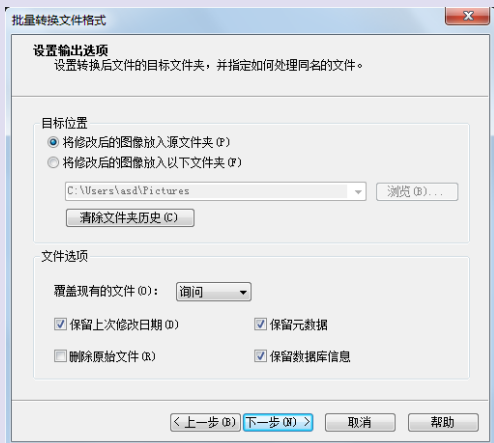 批量转换文件格式
设置输出选项
设置转换后文件的目标文件夹，并指定如何处理同名的文件。
目标位置
将修改后的图像放入源文件夹(P)
将修改后的图像放入以下文件夹(F)
C:\Users\asd\Pictures
浏览(B)...
清除文件夹历史(C)
文件选项
覆盖现有的文件(O): 询问
保留上次修改日期(D) 保留元数据
删除原始文件(R) 保留数据库信息
< 上一步(B) 下一步(N) > 取消 帮助